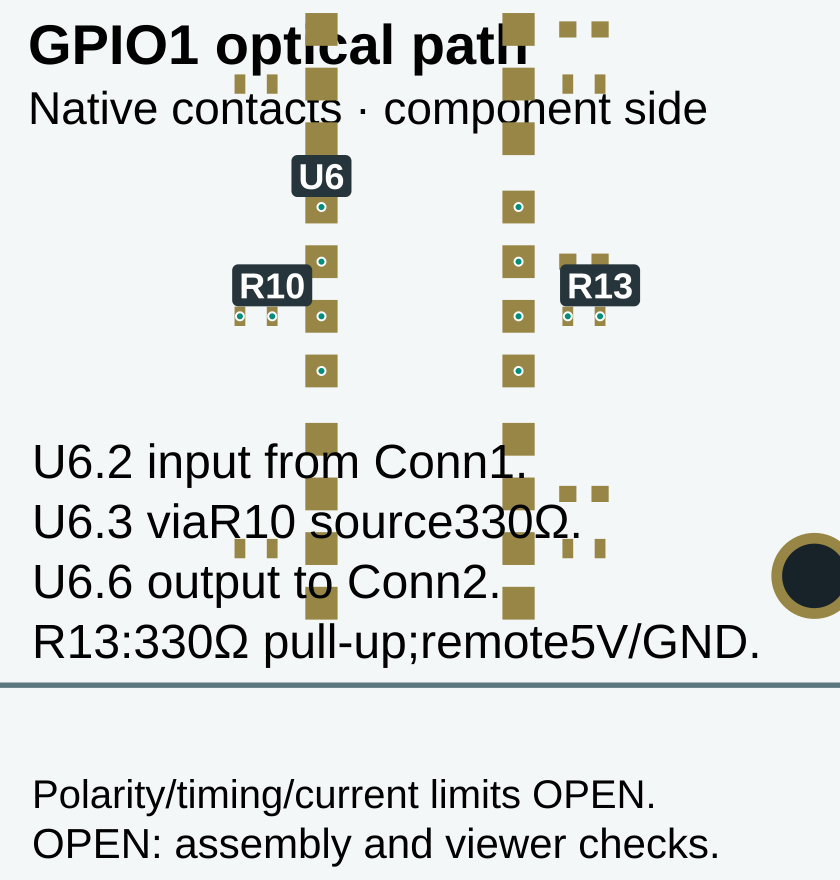 GPIO1 optical path
Native contacts · component side
U6
R10
R13
U6.2 input from Conn1.
U6.3 viaR10 source330Ω.
U6.6 output to Conn2.
R13:330Ω pull-up;remote5V/GND.
Polarity/timing/current limits OPEN.
OPEN: assembly and viewer checks.